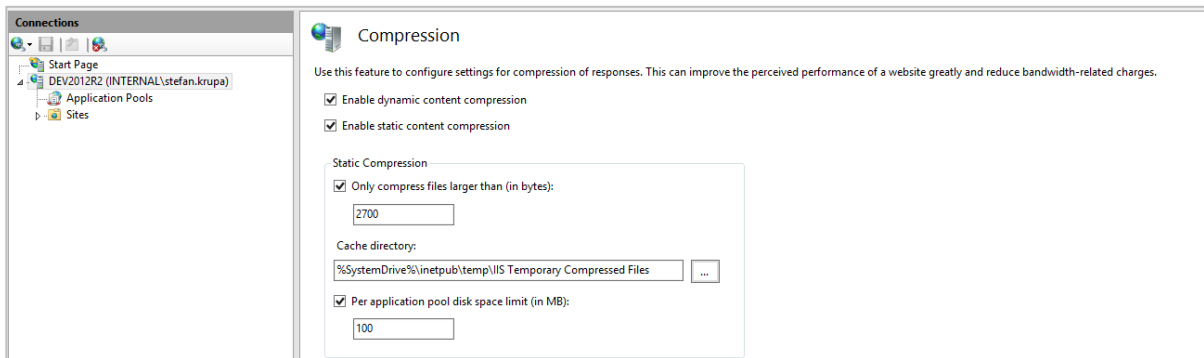 Connections
Start Page
DEV2012R2 (INTERNAL\stefan.krupa)
Application Pools
Sites
Compression
Use this feature to configure settings for compression of responses. This can improve the perceived performance of a website greatly and reduce bandwidth-related charges.
Enable dynamic content compression
Enable static content compression
Static Compression
Only compress files larger than (in bytes):
2700
Cache directory:
%SystemDrive%\inetpub\temp\IIS Temporary Compressed Files
...
Per application pool disk space limit (in MB):
100